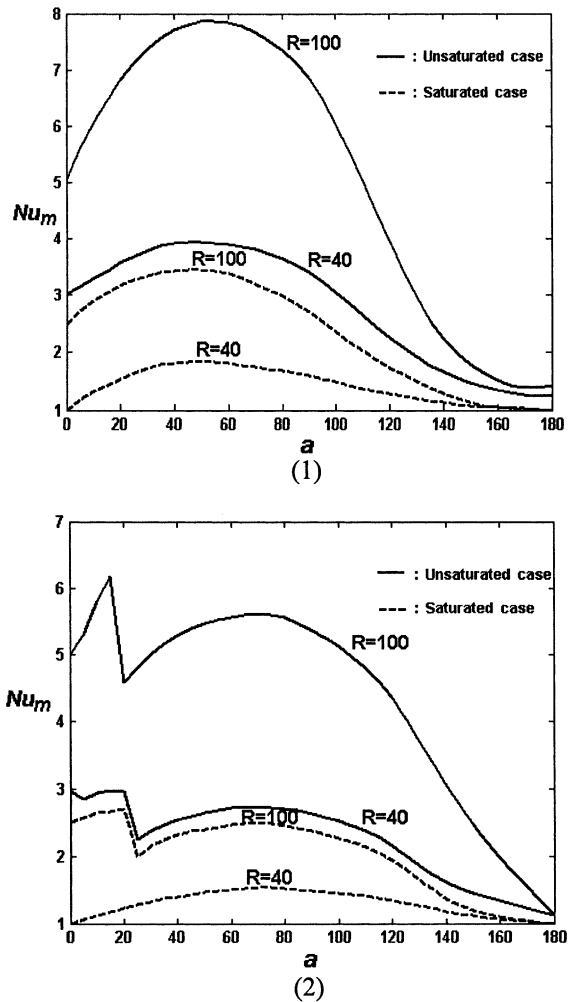 8
R=100
: Unsaturated case
7
: Saturated case
6
5
Num
4
R=100
R=40
3
2
R=40
1
0 20 40 60 80 100 120 140 160 180
a
(1)
7
: Unsaturated case
6
: Saturated case
R=100
5
Num
4
3
R=100 R=40
2
R=40
1
0 20 40 60 80 100 120 140 160 180
a
(2)